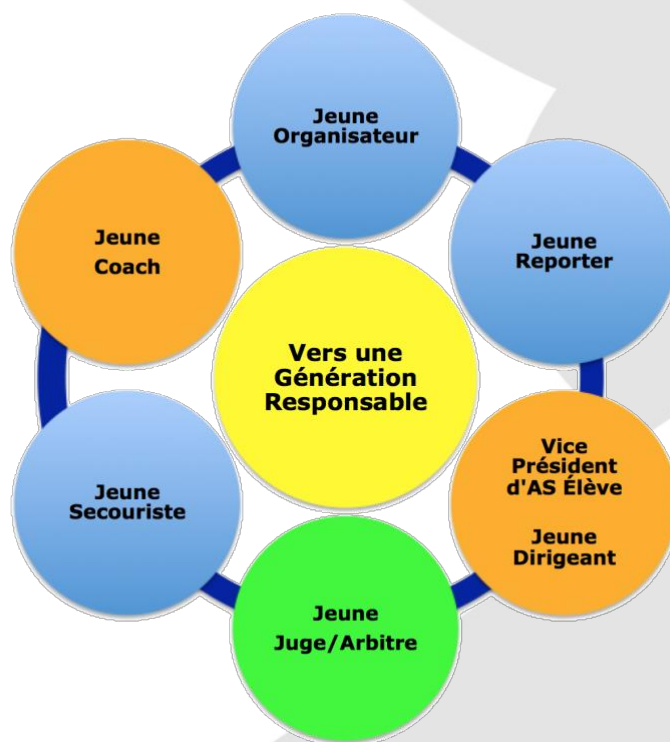 Jeune
Organisateur
Jeune
Reporter
Vice
Président
d'AS Élève
Jeune
Dirigeant
Jeune
Juge/Arbitre
Jeune
Secouriste
Jeune
Coach
Vers une
Génération
Responsable